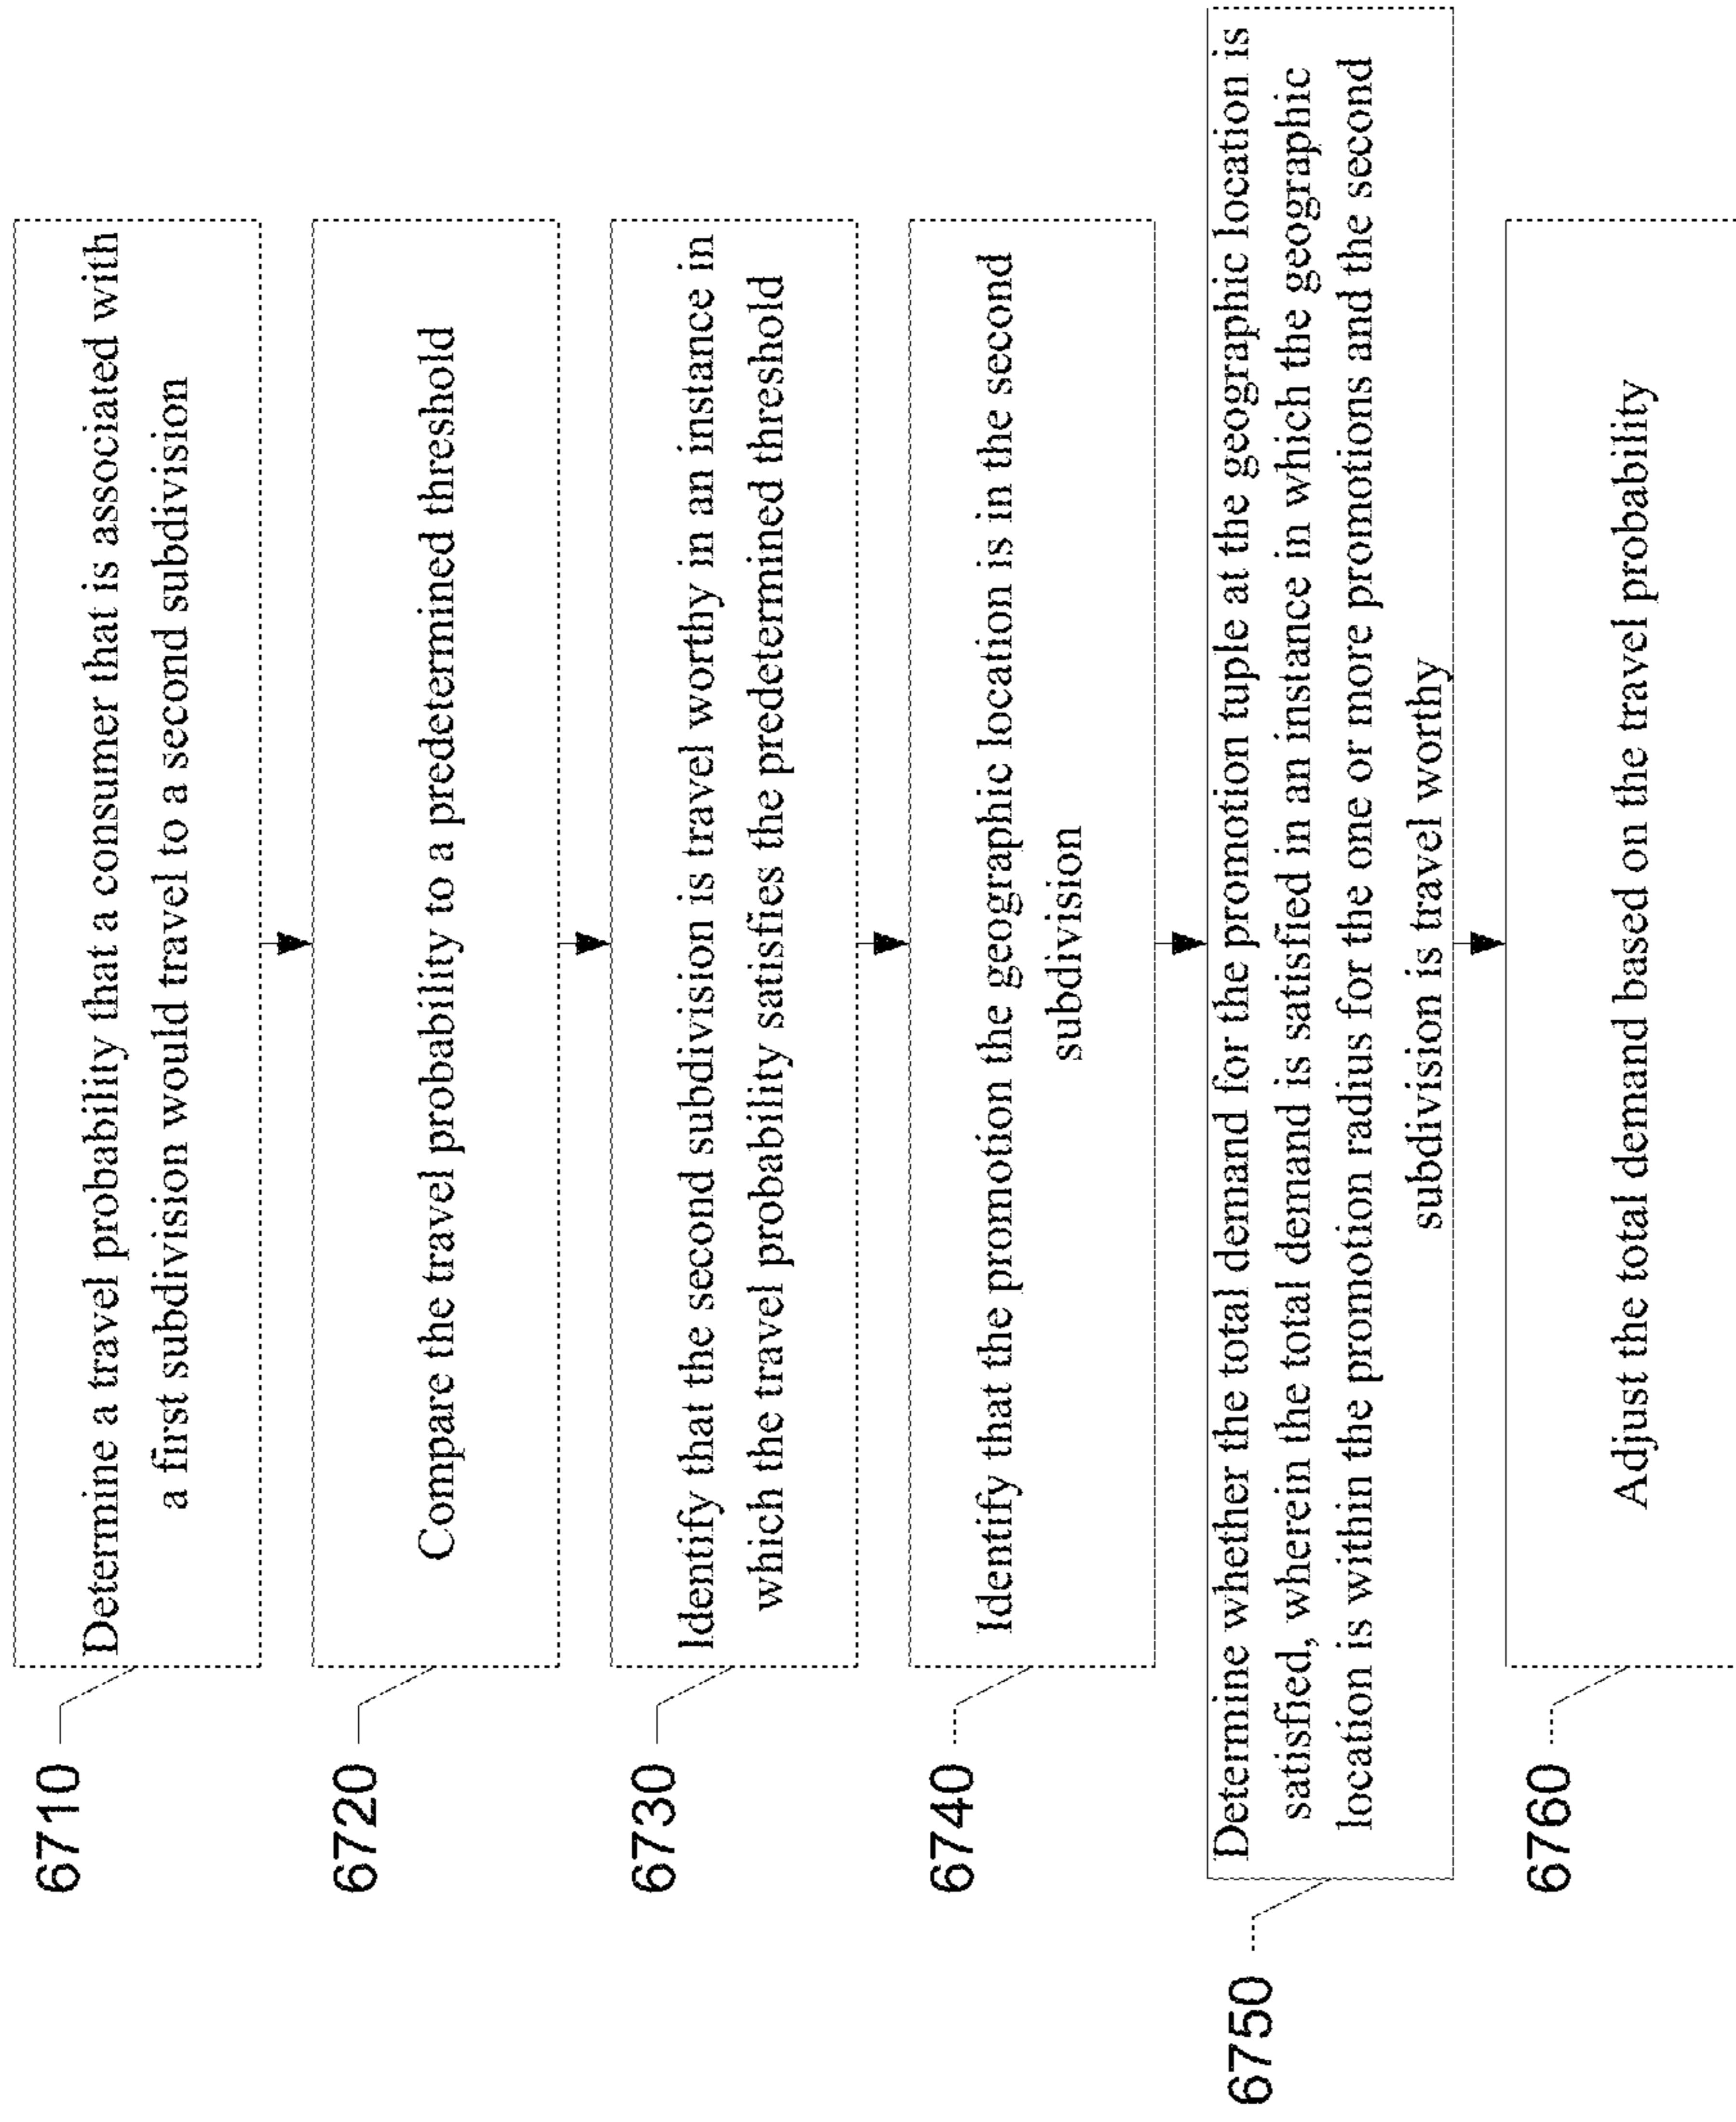 6710
Determine a travel probability that a consumer that is associated with
a first subdivision would travel to a second subdivision
6720
Compare the travel probability to a predetermined threshold
6730
Identify that the second subdivision is travel worthy in an instance in
which the travel probability satisfies the predetermined threshold
6740
Identify that the promotion the geographic location is in the second
subdivision
6750
Determine whether the total demand for the promotion tuple at the geographic location is
satisfied, wherein the total demand is satisfied in an instance in which the geographic
location is within the promotion radius for the one or more promotions and the second
subdivision is travel worthy
6760
Adjust the total demand based on the travel probability